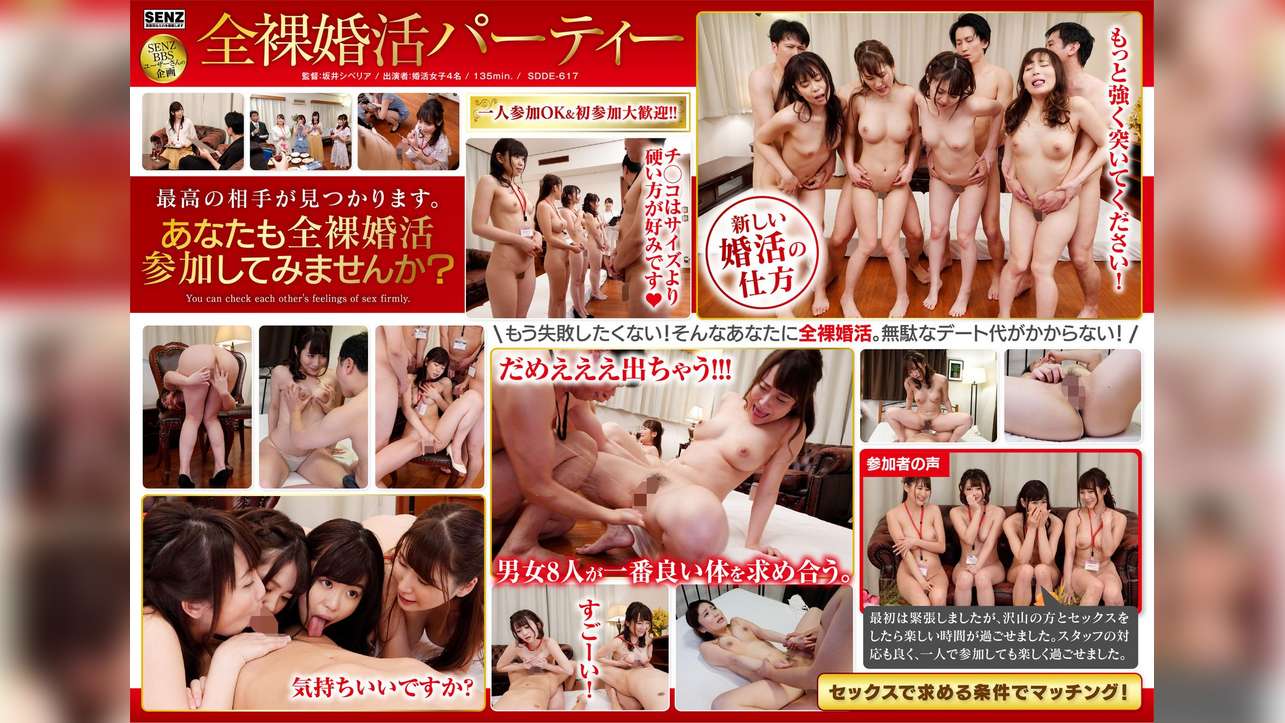 SENZ
SENZ
BBS
ユーザーさんの
企画
全裸婚活パーティー
監督:坂井シベリア / 出演者:婚活女子4名 / 135min. / SDDE-617
一人参加OK&初参加大歓迎!!
チ○コはサイズより
硬い方が好みです♥
もっと強く突いてください!
新しい
婚活の
仕方
最高の相手が見つかります。
あなたも全裸婚活
参加してみませんか?
You can check each other's feelings of sex firmly.
\もう失敗したくない!そんなあなたに全裸婚活。無駄なデート代がかからない!/
だめえええ出ちゃう!!!
男女8人が一番良い体を求め合う。
参加者の声
最初は緊張しましたが、沢山の方とセックスを
したら楽しい時間が過ごせました。スタッフの対
応も良く、一人で参加しても楽しく過ごせました。
気持ちいいですか?
すごーい!
セックスで求める条件でマッチング!